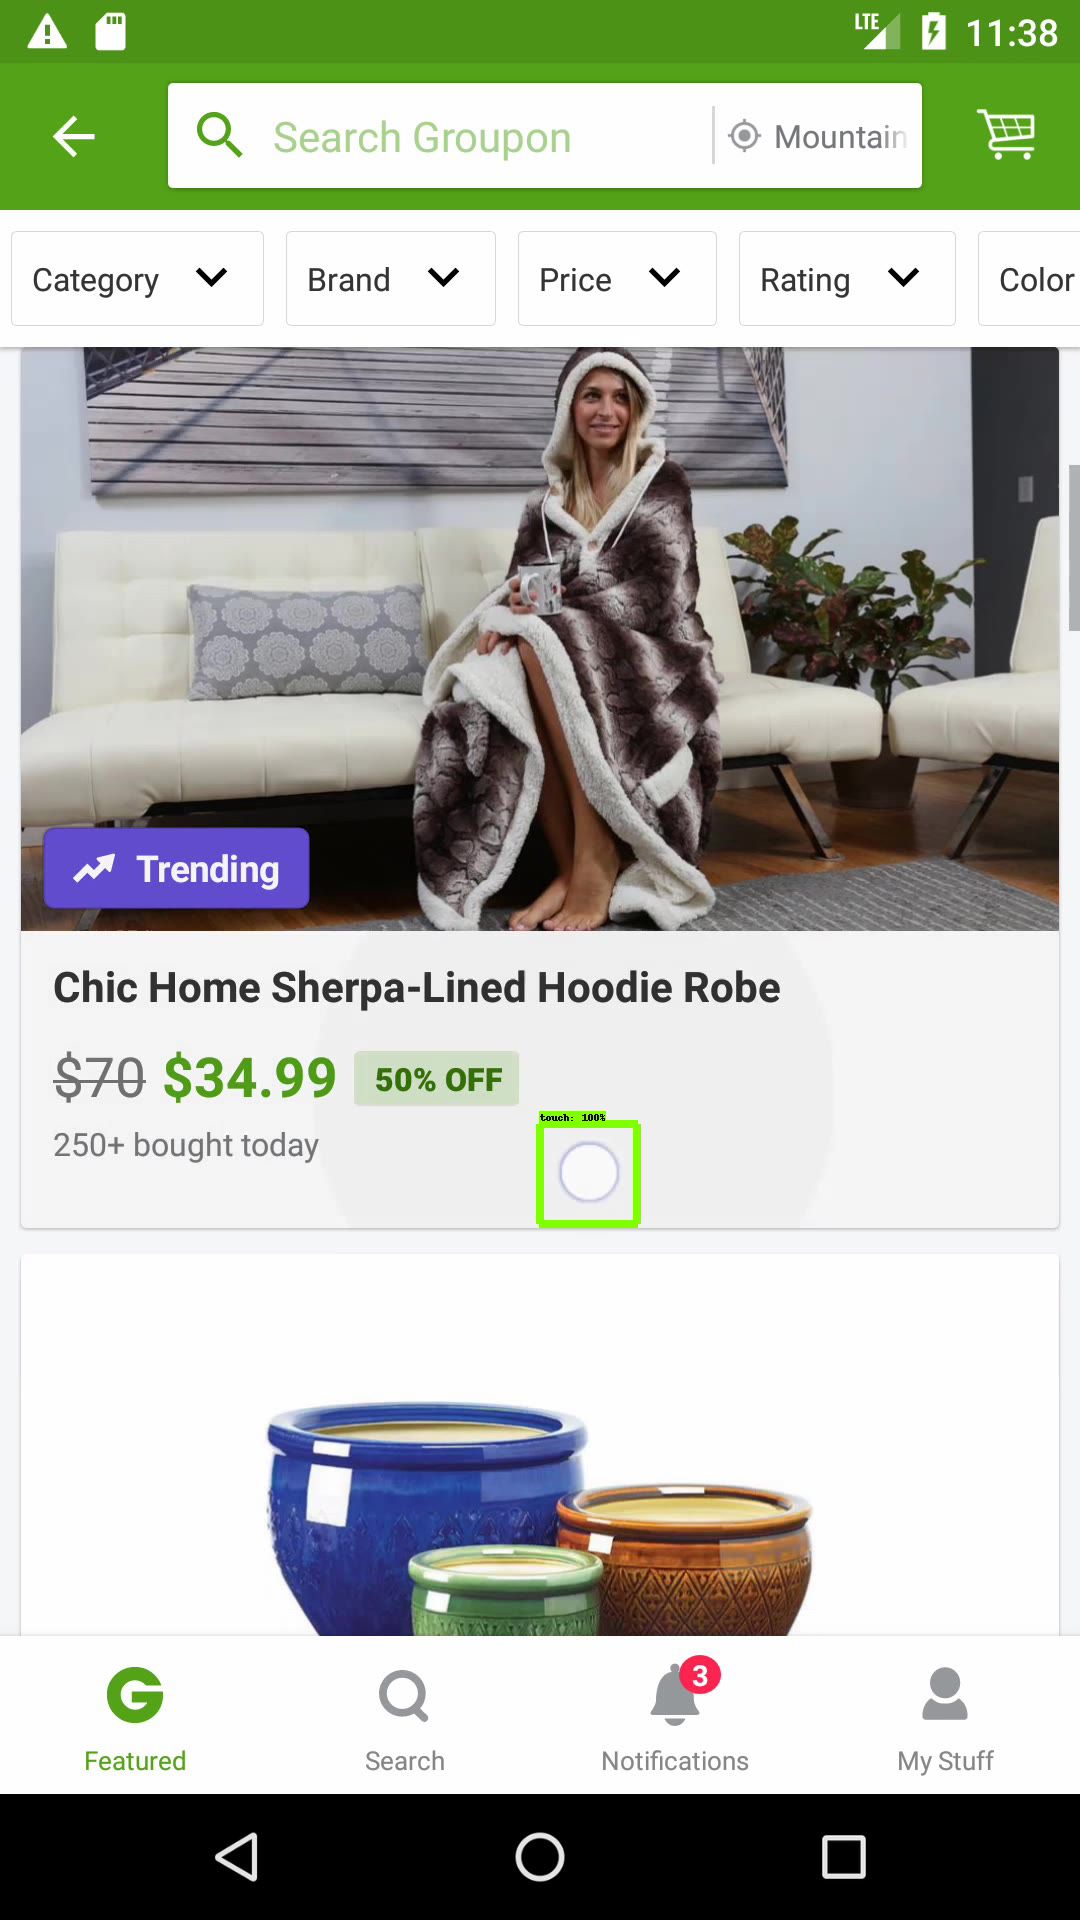 LTE 11:38
Search Groupon Mountain
Category Brand Price Rating Color
Trending
Chic Home Sherpa-Lined Hoodie Robe
$70 $34.99 50% OFF
touch: 100%
250+ bought today
3
Featured Search Notifications My Stuff